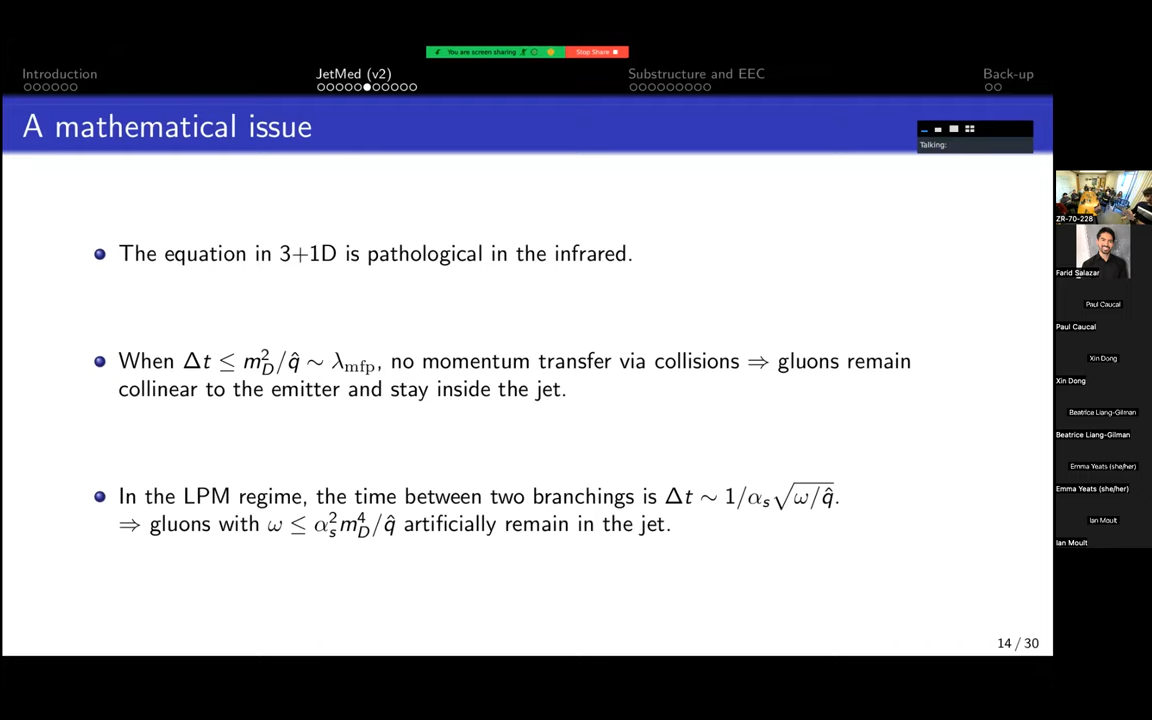 You are screen sharing
Stop Share
Introduction
JetMed (v2)
Substructure and EEC
Back-up
A mathematical issue
Talking:
The equation in 3+1D is pathological in the infrared.
When Δt ≤ m_D^2/q̂ ∼ λ_mfp, no momentum transfer via collisions ⇒ gluons remain
collinear to the emitter and stay inside the jet.
In the LPM regime, the time between two branchings is Δt ∼ 1/α_s√(ω/q̂).
⇒ gluons with ω ≤ α_s^2 m_D^4/q̂ artificially remain in the jet.
14 / 30
ZR-70-228
Farid Salazar
Paul Caucal
Paul Caucal
Xin Dong
Xin Dong
Beatrice Liang-Gilman
Beatrice Liang-Gilman
Emma Yeats (she/her)
Emma Yeats (she/her)
Ian Moult
Ian Moult